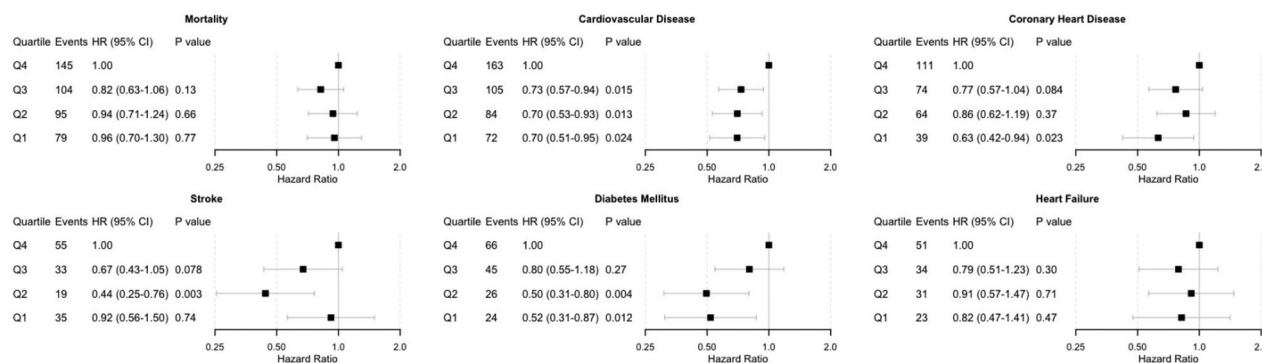 Mortality
Quartile Events HR (95% CI) P value
Q4 145 1.00
Q3 104 0.82 (0.63-1.06) 0.13
Q2 95 0.94 (0.71-1.24) 0.66
Q1 79 0.96 (0.70-1.30) 0.77
0.25 0.50 1.0 2.0
Hazard Ratio
Cardiovascular Disease
Quartile Events HR (95% CI) P value
Q4 163 1.00
Q3 105 0.73 (0.57-0.94) 0.015
Q2 84 0.70 (0.53-0.93) 0.013
Q1 72 0.70 (0.51-0.95) 0.024
0.25 0.50 1.0 2.0
Hazard Ratio
Coronary Heart Disease
Quartile Events HR (95% CI) P value
Q4 111 1.00
Q3 74 0.77 (0.57-1.04) 0.084
Q2 64 0.86 (0.62-1.19) 0.37
Q1 39 0.63 (0.42-0.94) 0.023
0.25 0.50 1.0 2.
Hazard Ratio
Stroke
Quartile Events HR (95% CI) P value
Q4 55 1.00
Q3 33 0.67 (0.43-1.05) 0.078
Q2 19 0.44 (0.25-0.76) 0.003
Q1 35 0.92 (0.56-1.50) 0.74
0.25 0.50 1.0 2.0
Hazard Ratio
Diabetes Mellitus
Quartile Events HR (95% CI) P value
Q4 66 1.00
Q3 45 0.80 (0.55-1.18) 0.27
Q2 26 0.50 (0.31-0.80) 0.004
Q1 24 0.52 (0.31-0.87) 0.012
0.25 0.50 1.0 2.0
Hazard Ratio
Heart Failure
Quartile Events HR (95% CI) P value
Q4 51 1.00
Q3 34 0.79 (0.51-1.23) 0.30
Q2 31 0.91 (0.57-1.47) 0.71
Q1 23 0.82 (0.47-1.41) 0.47
0.25 0.50 1.0 2.
Hazard Ratio